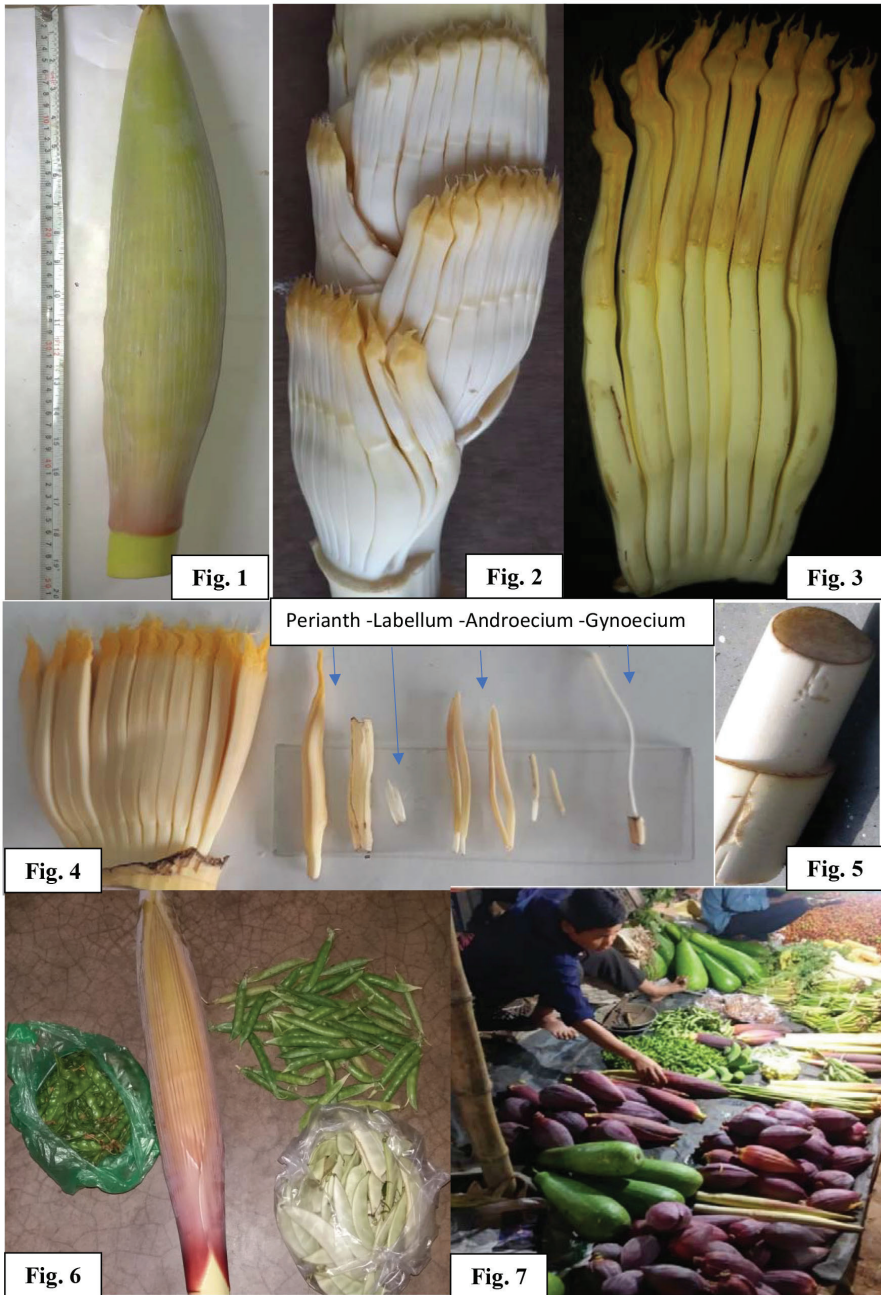 Fig. 1
Fig. 2
Fig. 3
Perianth -Labellum -Androecium -Gynoecium
Fig. 4
Fig. 5
Fig. 6
Fig. 7